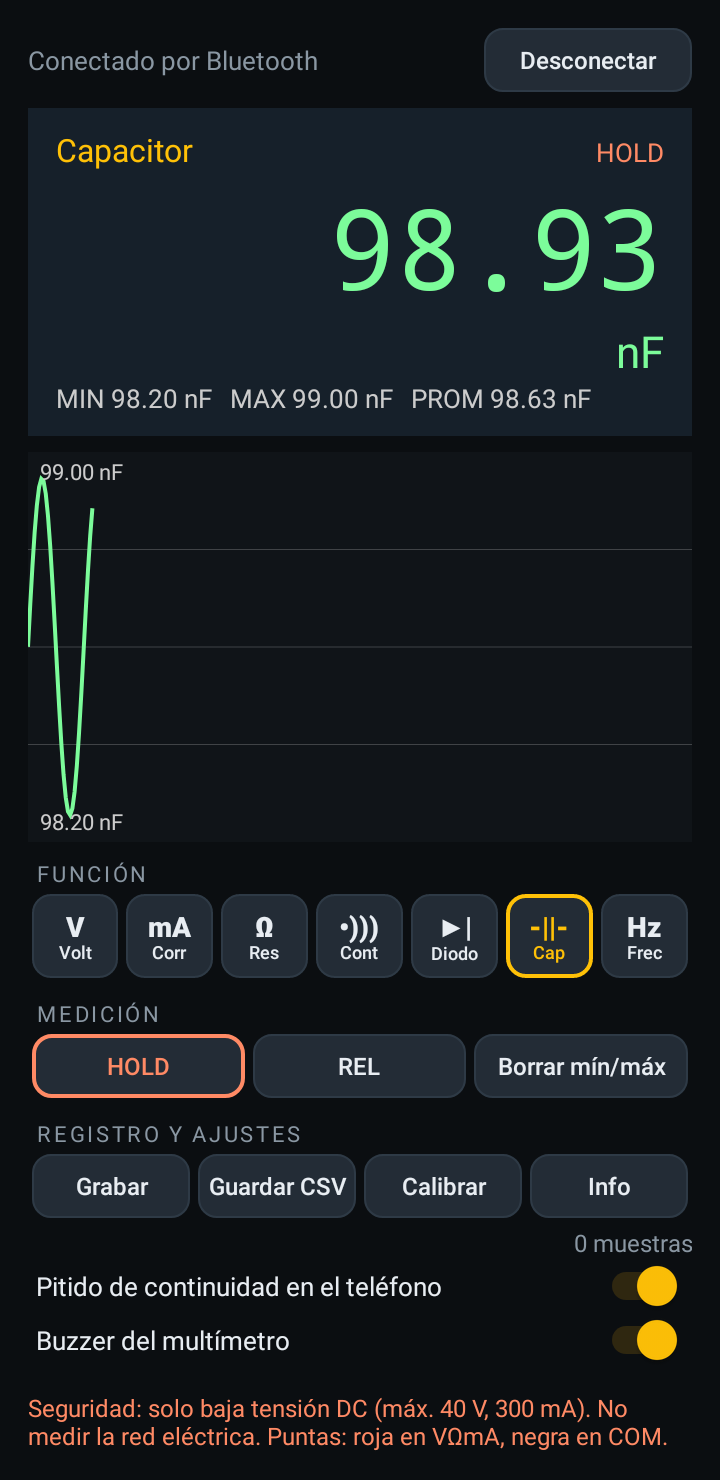 Conectado por Bluetooth
Desconectar
Capacitor
HOLD
98.93
nF
MIN 98.20 nF MAX 99.00 nF PROM 98.63 nF
99.00 nF
98.20 nF
FUNCIÓN
V
Volt
mA
Corr
Ω
Res
•)))
Cont
►|
Diodo
-||-
Cap
Hz
Frec
MEDICIÓN
HOLD
REL
Borrar mín/máx
REGISTRO Y AJUSTES
Grabar
Guardar CSV
Calibrar
Info
0 muestras
Pitido de continuidad en el teléfono
Buzzer del multímetro
Seguridad: solo baja tensión DC (máx. 40 V, 300 mA). No
medir la red eléctrica. Puntas: roja en VΩmA, negra en COM.